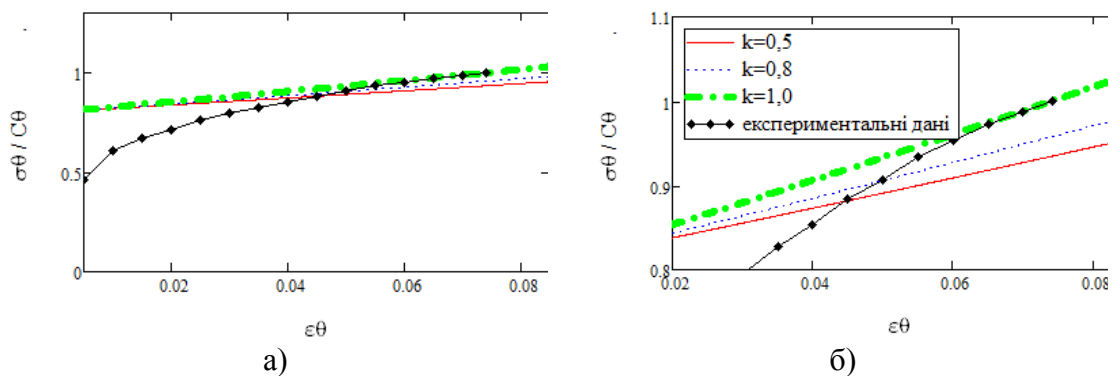 σθ / Cθ
1
0.5
0
0.02
0.04
0.06
0.08
εθ
а)
σθ / Cθ
1.1
1
0.9
0.8
0.02
0.04
0.06
0.08
k=0,5
k=0,8
k=1,0
експериментальні дані
εθ
б)